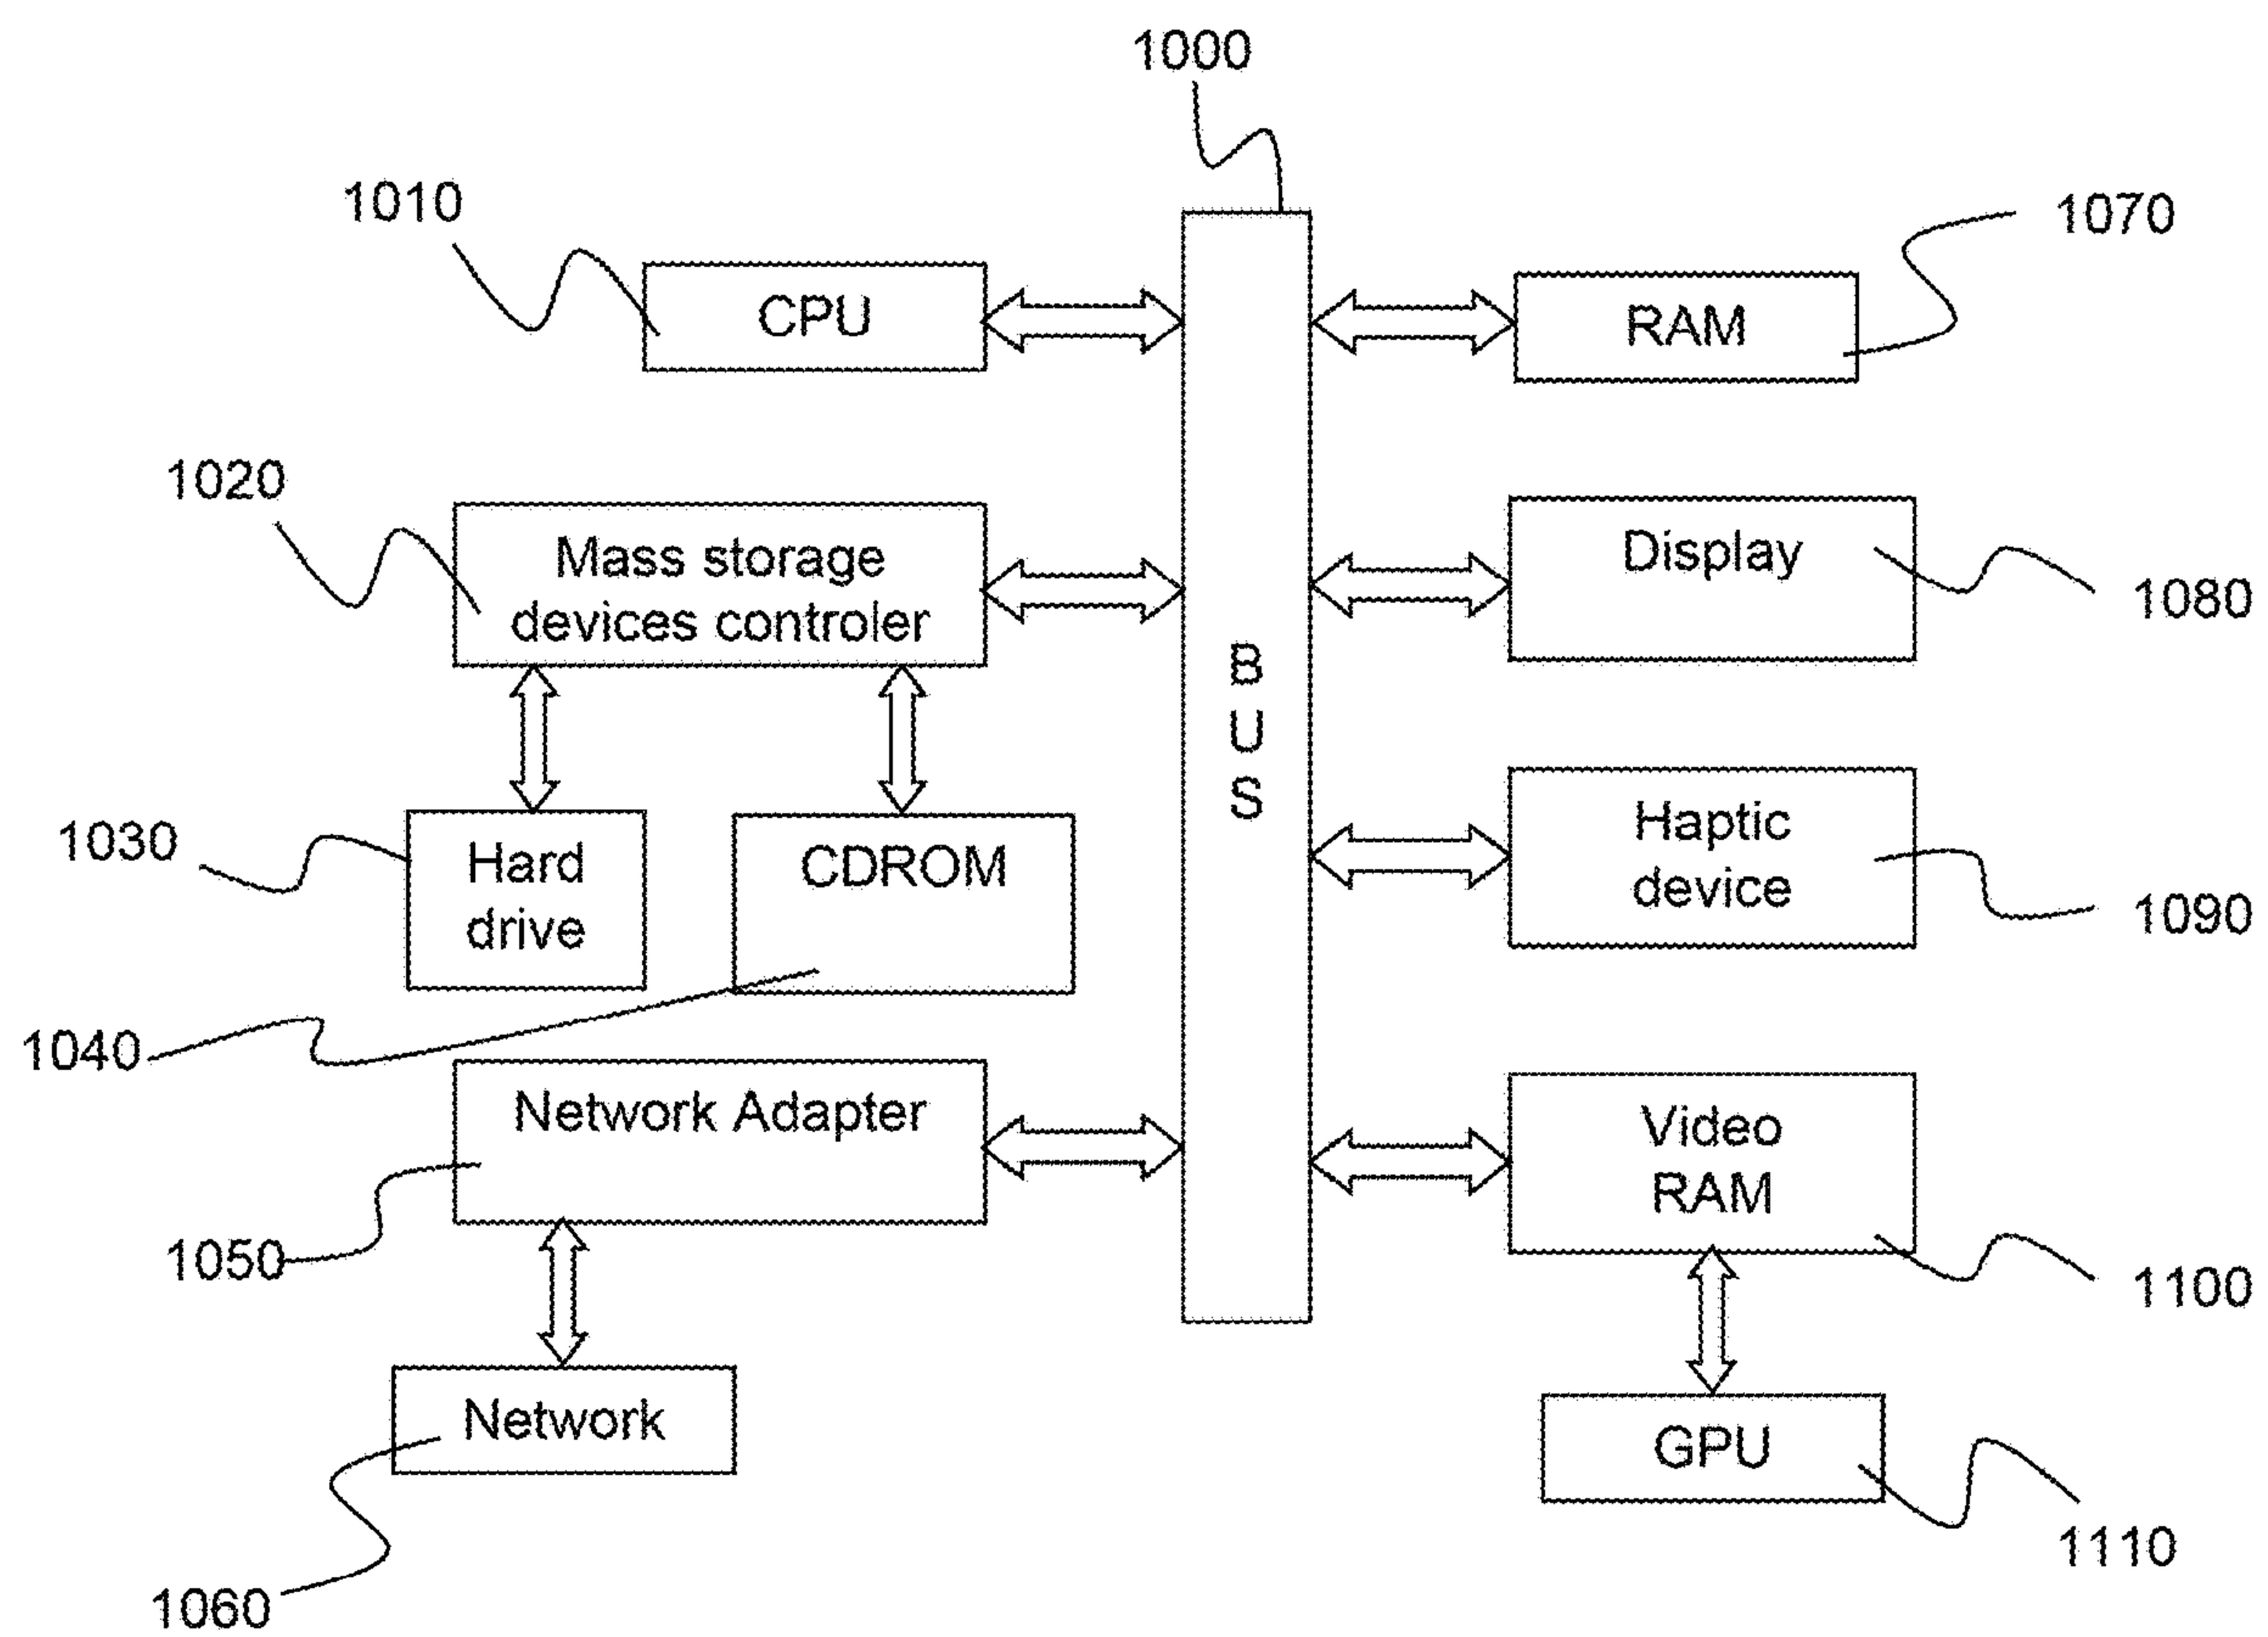 1000
1010
CPU
RAM
1070
1020
Mass storage
devices controler
Display
1080
B
U
S
1030
Hard
drive
CDROM
Haptic
device
1090
1040
Network Adapter
1050
Video
RAM
1100
Network
1060
GPU
1110